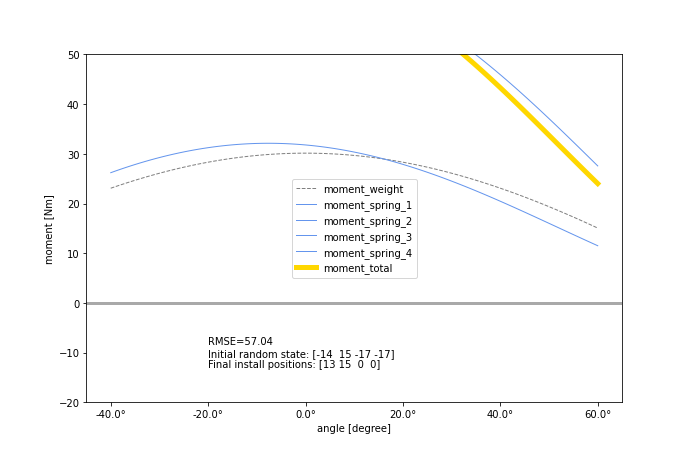 50
40
30
20
10
0
−10
−20
moment [Nm]
moment_weight
moment_spring_1
moment_spring_2
moment_spring_3
moment_spring_4
moment_total
RMSE=57.04
Initial random state: [-14  15 -17 -17]
Final install positions: [13 15  0  0]
-40.0° -20.0° 0.0° 20.0° 40.0° 60.0°
angle [degree]